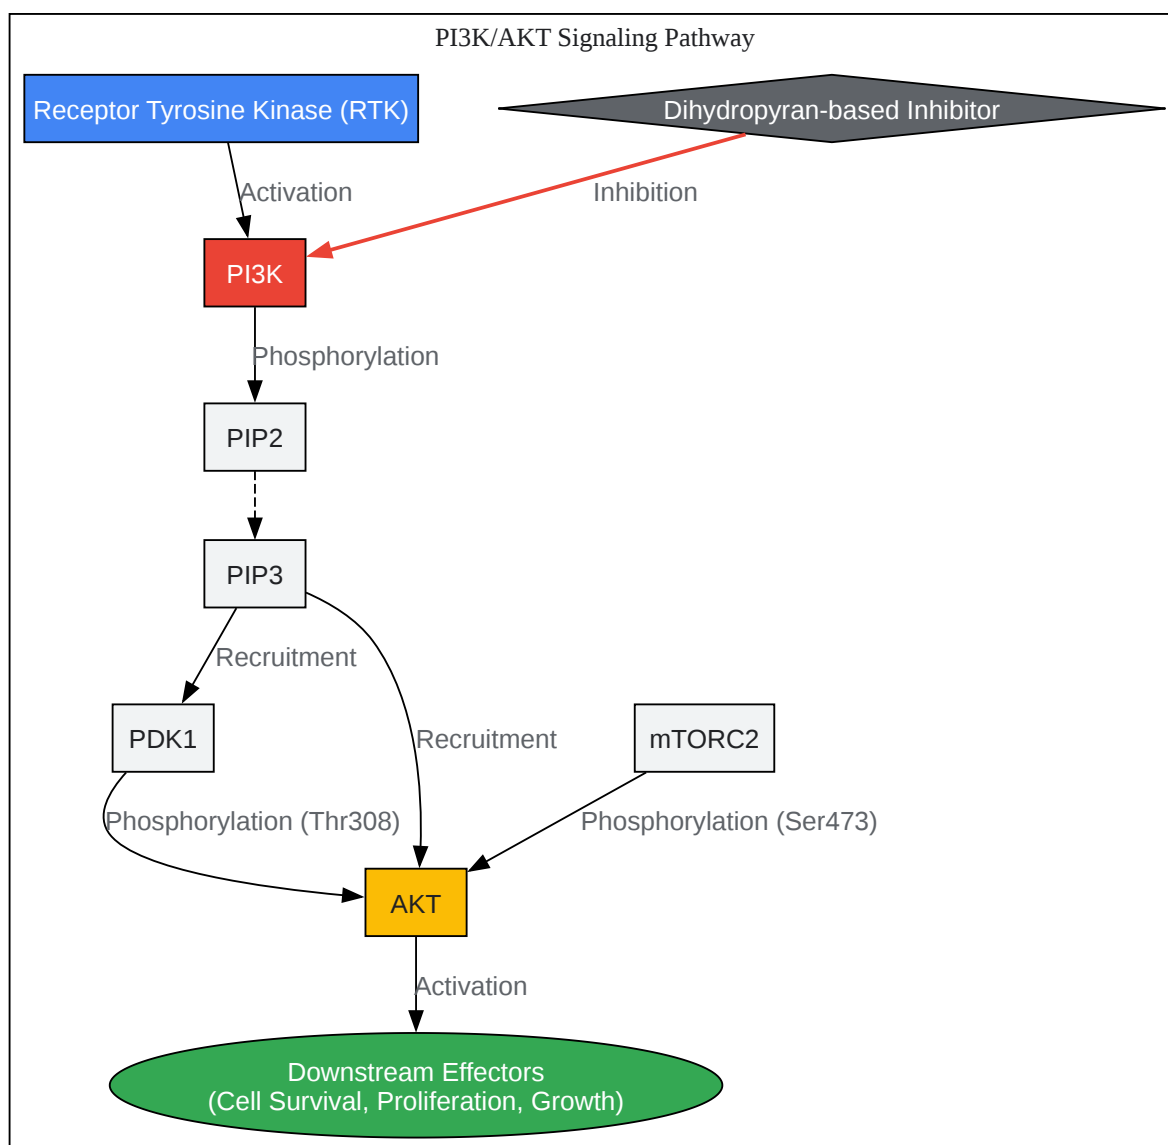 PI3K/AKT Signaling Pathway
Receptor Tyrosine Kinase (RTK)
Dihydropyran-based Inhibitor
Activation
Inhibition
PI3K
Phosphorylation
PIP2
PIP3
Recruitment
PDK1
Recruitment
mTORC2
Phosphorylation (Thr308)
Phosphorylation (Ser473)
AKT
Activation
Downstream Effectors
(Cell Survival, Proliferation, Growth)